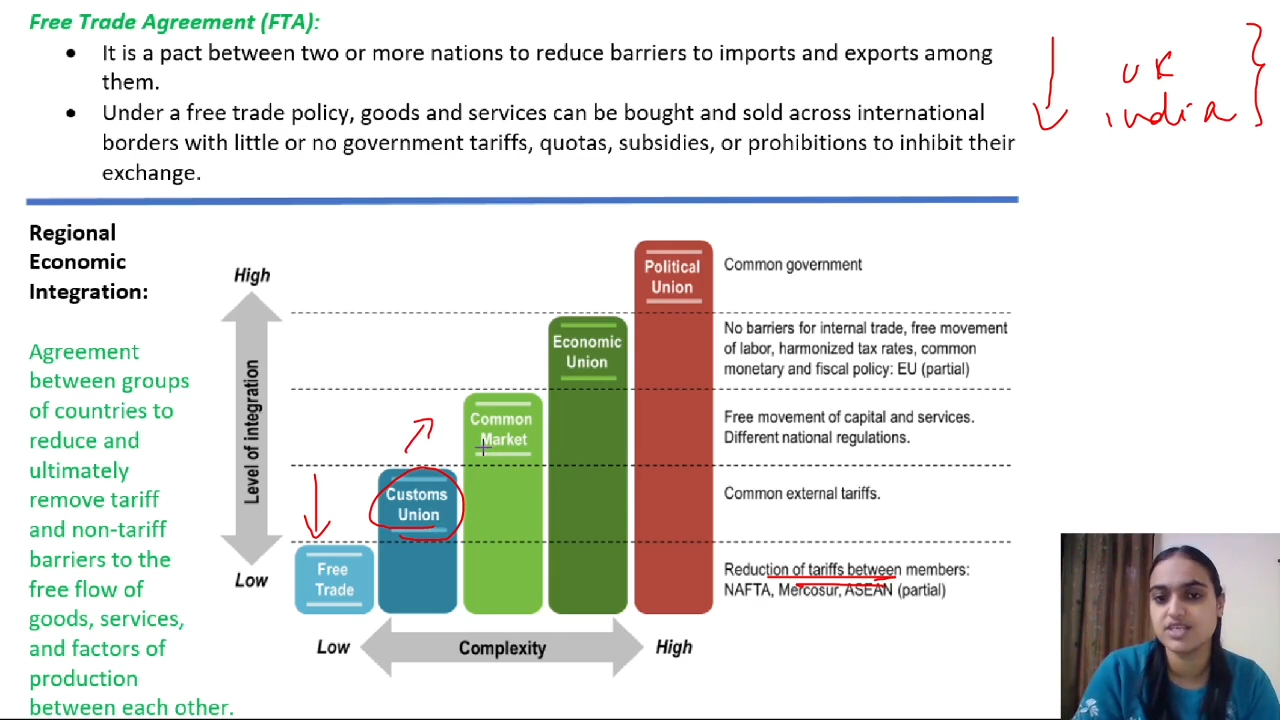 Free Trade Agreement (FTA):
• It is a pact between two or more nations to reduce barriers to imports and exports among
them.
• Under a free trade policy, goods and services can be bought and sold across international
borders with little or no government tariffs, quotas, subsidies, or prohibitions to inhibit their
exchange.
UK
india
Regional
Economic
Integration:
Agreement
between groups
of countries to
reduce and
ultimately
remove tariff
and non-tariff
barriers to the
free flow of
goods, services,
and factors of
production
between each other.
High
Level of integration
Low
Free
Trade
Customs
Union
Common
Market
Economic
Union
Political
Union
Common government
No barriers for internal trade, free movement
of labor, harmonized tax rates, common
monetary and fiscal policy: EU (partial)
Free movement of capital and services.
Different national regulations.
Common external tariffs.
Reduction of tariffs between members:
NAFTA, Mercosur, ASEAN (partial)
Low
Complexity
High